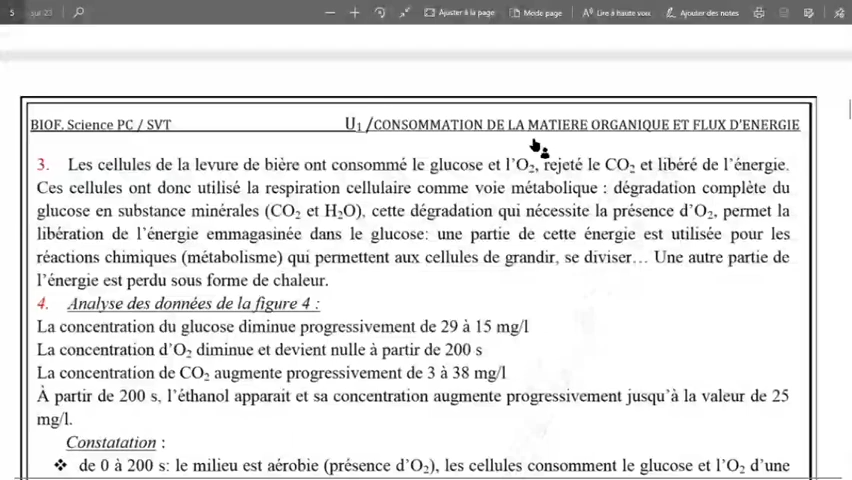 5 sur 23 Ajuster à la page Mode page Lire à haute voix Ajouter des notes
BIOF. Science PC / SVT U1 /CONSOMMATION DE LA MATIERE ORGANIQUE ET FLUX D'ENERGIE
3. Les cellules de la levure de bière ont consommé le glucose et l'O2, rejeté le CO2 et libéré de l'énergie.
Ces cellules ont donc utilisé la respiration cellulaire comme voie métabolique : dégradation complète du
glucose en substance minérales (CO2 et H2O), cette dégradation qui nécessite la présence d'O2, permet la
libération de l'énergie emmagasinée dans le glucose: une partie de cette énergie est utilisée pour les
réactions chimiques (métabolisme) qui permettent aux cellules de grandir, se diviser… Une autre partie de
l'énergie est perdu sous forme de chaleur.
4. Analyse des données de la figure 4 :
La concentration du glucose diminue progressivement de 29 à 15 mg/l
La concentration d'O2 diminue et devient nulle à partir de 200 s
La concentration de CO2 augmente progressivement de 3 à 38 mg/l
À partir de 200 s, l'éthanol apparait et sa concentration augmente progressivement jusqu'à la valeur de 25
mg/l.
Constatation :
❖ de 0 à 200 s: le milieu est aérobie (présence d'O2), les cellules consomment le glucose et l'O2 d'une